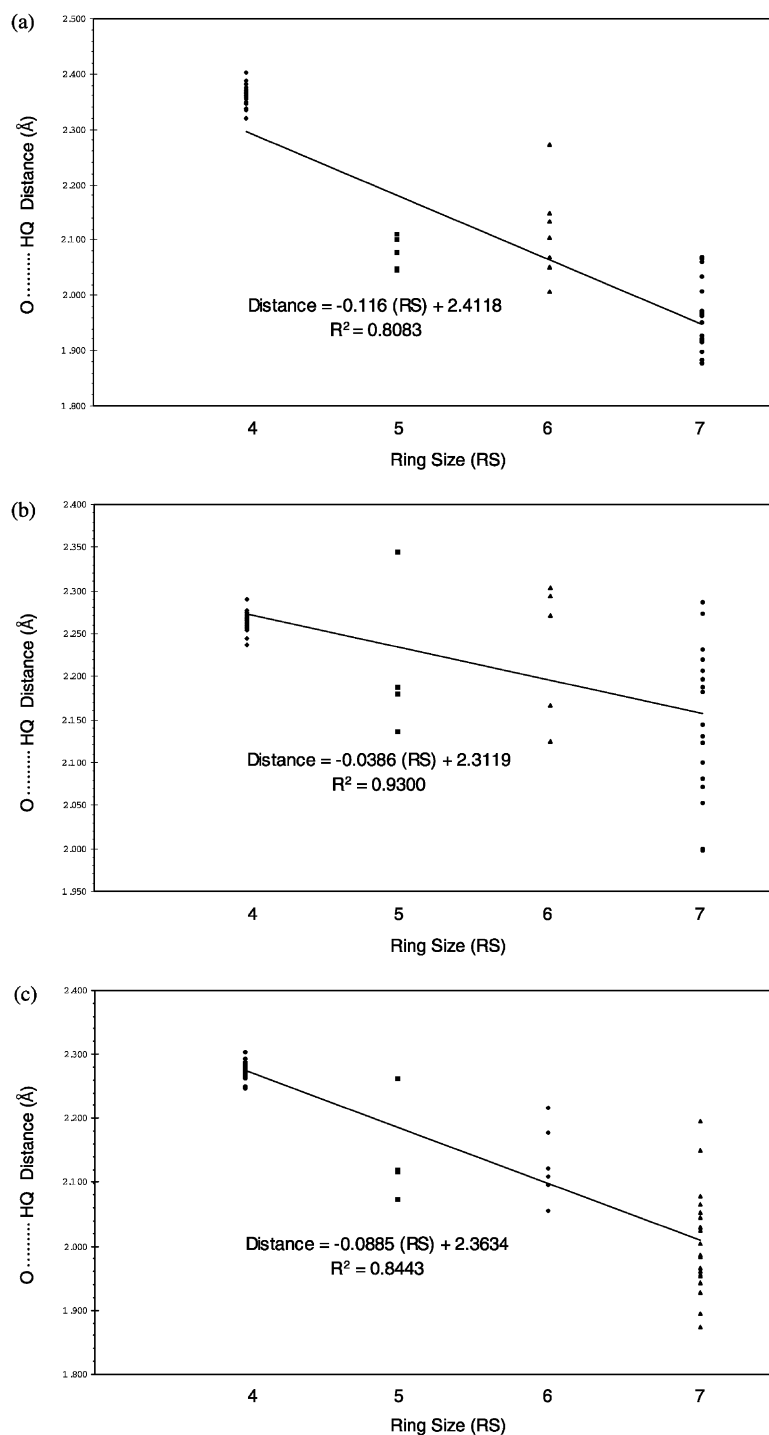 (a)
2.500
2.400
2.300
2.200
2.100
2.000
1.900
1.800
O········HQ Distance (Å)
Distance = -0.116 (RS) + 2.4118
R² = 0.8083
4 5 6 7
Ring Size (RS)
(b)
2.400
2.350
2.300
2.250
2.200
2.150
2.100
2.050
2.000
1.950
O········HQ Distance (Å)
Distance = -0.0386 (RS) + 2.3119
R² = 0.9300
4 5 6 7
Ring Size (RS)
(c)
2.400
2.300
2.200
2.100
2.000
1.900
1.800
O········HQ Distance (Å)
Distance = -0.0885 (RS) + 2.3634
R² = 0.8443
4 5 6 7
Ring Size (RS)